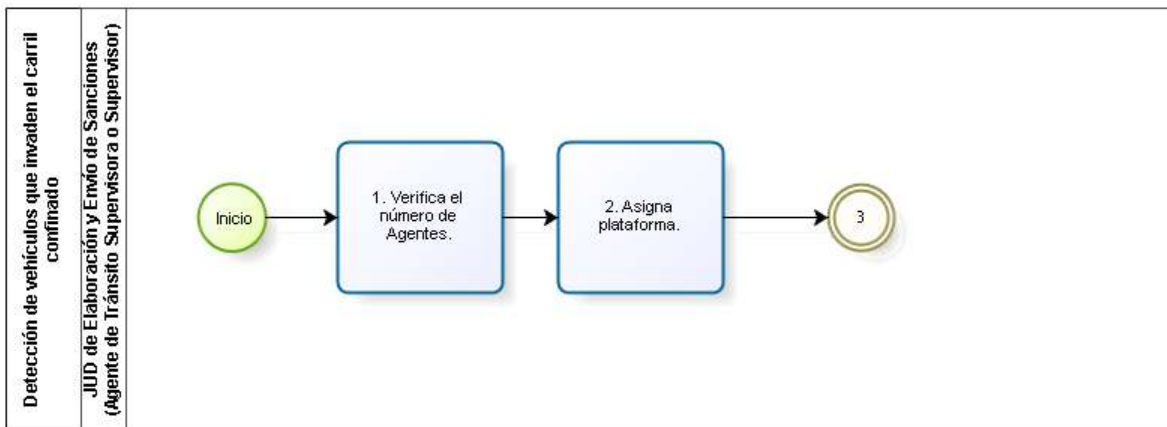 Detección de vehículos que invaden el carril
confinado
JUD de Elaboración y Envío de Sanciones
(Agente de Tránsito Supervisora o Supervisor)
Inicio
1. Verifica el
número de
Agentes.
2. Asigna
plataforma.
3